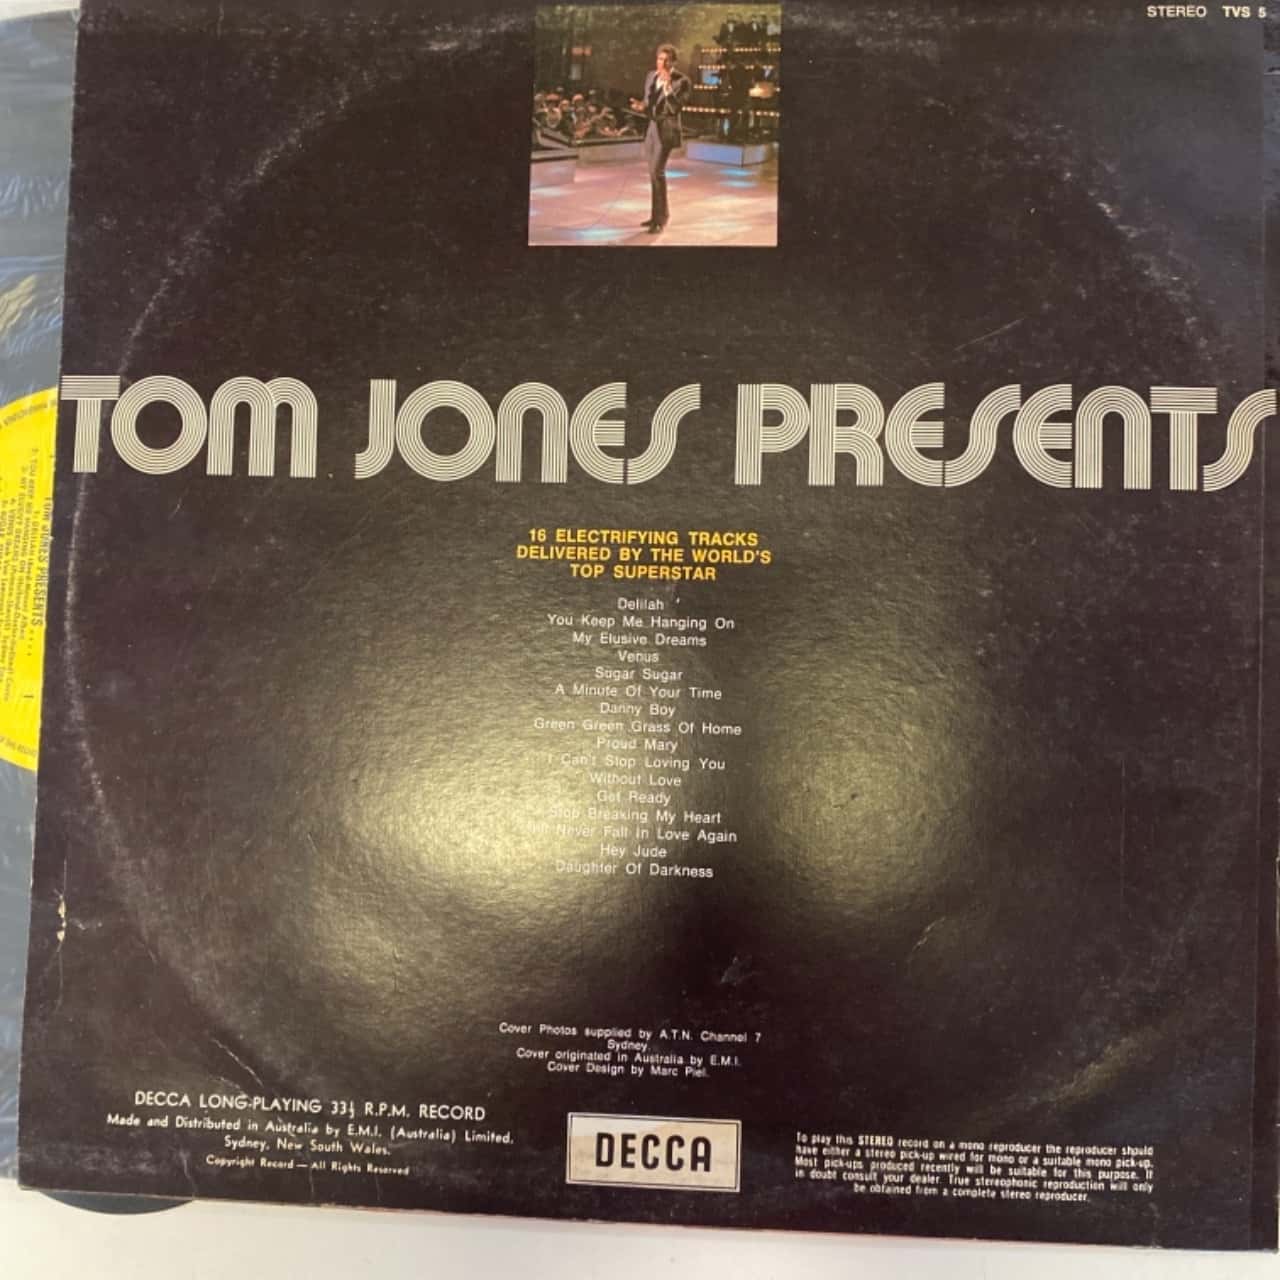 STEREO TVS 5
TOM JONES PRESENTS
16 ELECTRIFYING TRACKS
DELIVERED BY THE WORLD'S
TOP SUPERSTAR
Delilah
You Keep Me Hanging On
My Elusive Dreams
Venus
Sugar Sugar
A Minute Of Your Time
Danny Boy
Green Green Grass Of Home
Proud Mary
I Can't Stop Loving You
Without Love
Get Ready
Stop Breaking My Heart
Never Fall In Love Again
Hey Jude
Daughter Of Darkness
Cover Photos supplied by A.T.N. Channel 7
Sydney.
Cover originated in Australia by E.M.I.
Cover Design by Marc Piel.
DECCA LONG-PLAYING 33⅓ R.P.M. RECORD
Made and Distributed in Australia by E.M.I. (Australia) Limited.
Sydney, New South Wales.
Copyright Record — All Rights Reserved
DECCA
To play this STEREO record on a mono reproducer the reproducer should
have either a stereo pick-up wired for mono or a suitable mono pick-up.
Most pick-ups produced recently will be suitable for this purpose. If
in doubt consult your dealer. True stereophonic reproduction will only
be obtained from a complete stereo reproducer.
TOM JONES PRESENTS